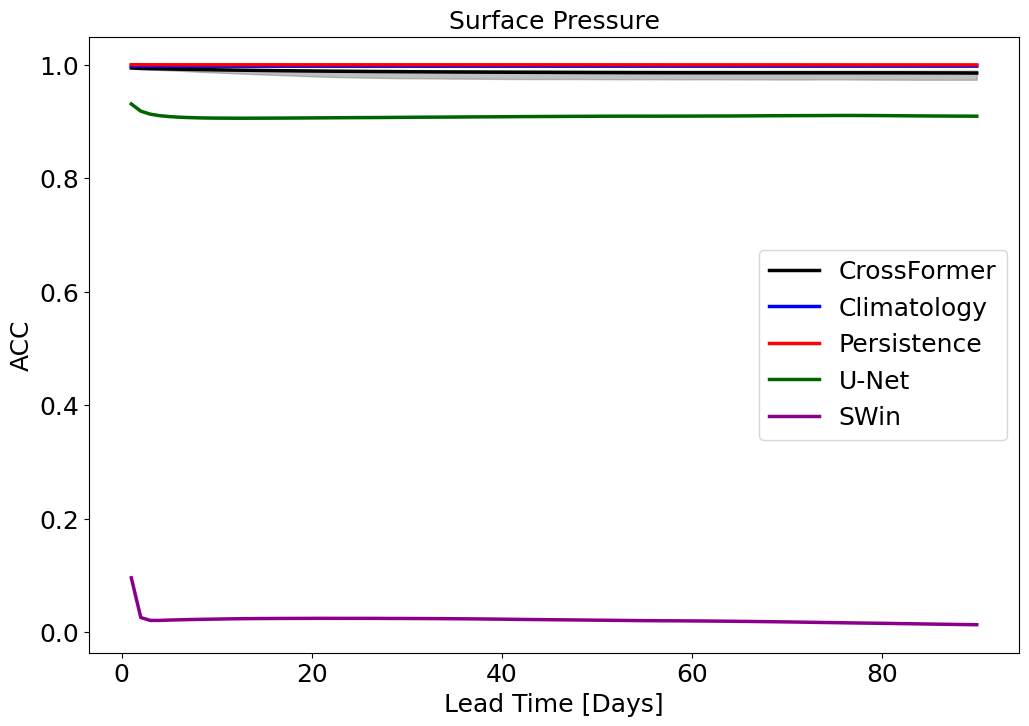 Surface Pressure
1.0
0.8
0.6
0.4
0.2
0.0
ACC
CrossFormer
Climatology
Persistence
U-Net
SWin
0 20 40 60 80
Lead Time [Days]